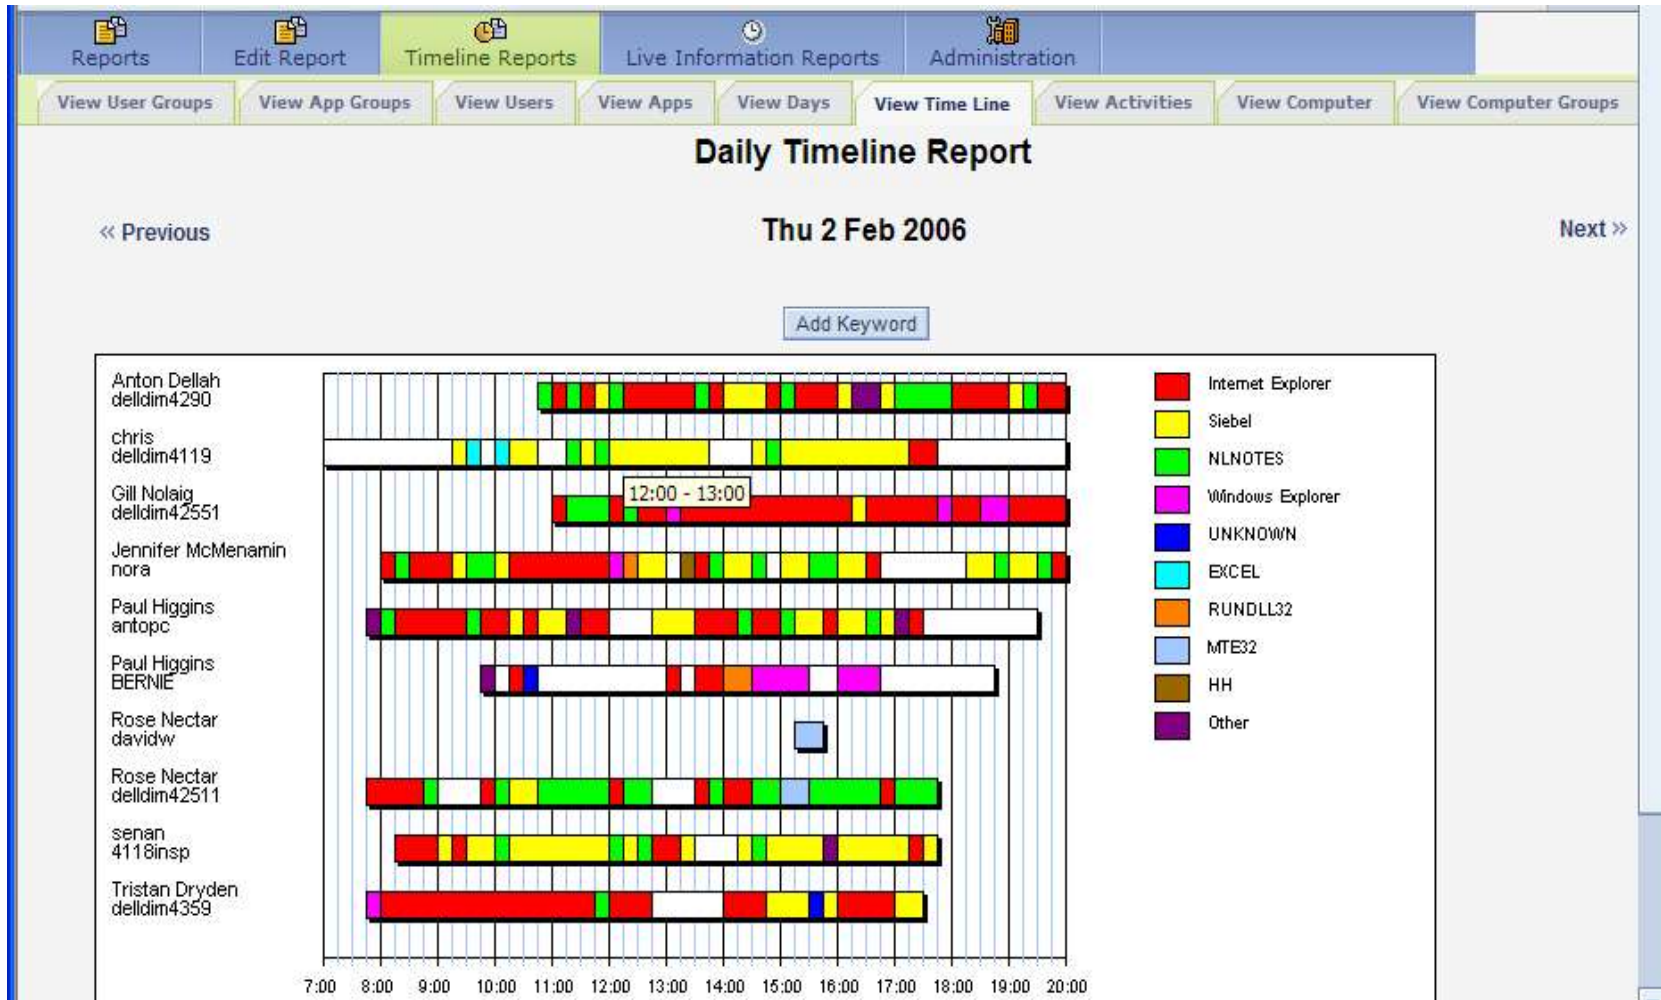 Reports Edit Report Timeline Reports Live Information Reports Administration
View User Groups View App Groups View Users View Apps View Days View Time Line View Activities View Computer View Computer Groups
Daily Timeline Report
« Previous Thu 2 Feb 2006 Next »
Add Keyword
Anton Dellah
delldim4290
chris
delldim4119
Gill Nolaig
delldim42551
12:00 - 13:00
Jennifer McMenamin
nora
Paul Higgins
antopc
Paul Higgins
BERNIE
Rose Nectar
davidw
Rose Nectar
delldim42511
senan
4118insp
Tristan Dryden
delldim4359
Internet Explorer
Siebel
NLNOTES
Windows Explorer
UNKNOWN
EXCEL
RUNDLL32
MTE32
HH
Other
7:00 8:00 9:00 10:00 11:00 12:00 13:00 14:00 15:00 16:00 17:00 18:00 19:00 20:00